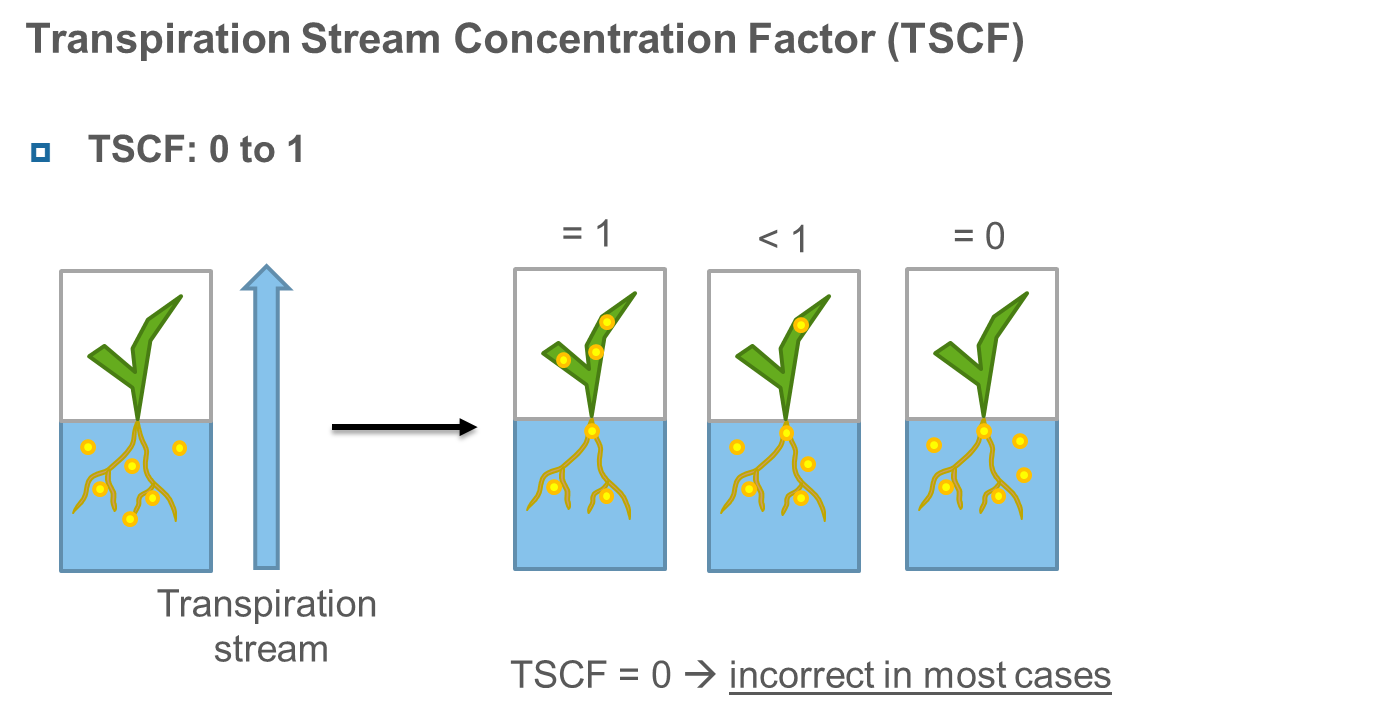 Transpiration Stream Concentration Factor (TSCF)
TSCF: 0 to 1
= 1
< 1
= 0
Transpiration
stream
TSCF = 0 → incorrect in most cases